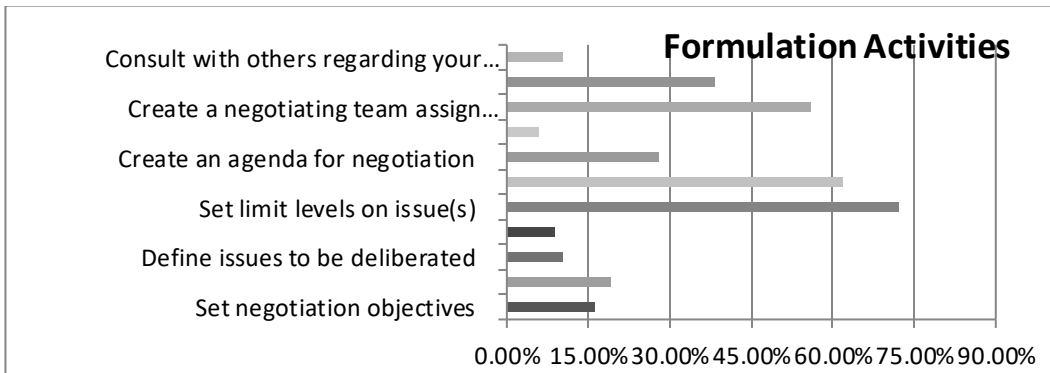 Formulation Activities
Consult with others regarding your…
Create a negotiating team assign…
Create an agenda for negotiation
Set limit levels on issue(s)
Define issues to be deliberated
Set negotiation objectives
0.00% 15.00% 30.00% 45.00% 60.00% 75.00% 90.00%